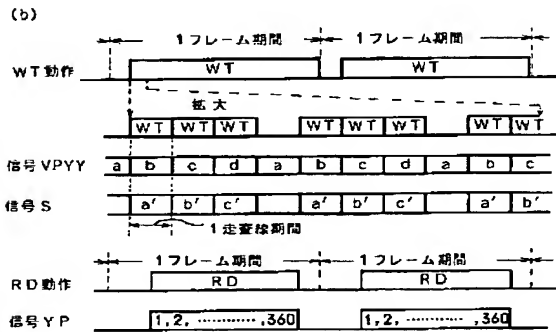 (b)
1フレーム期間 1フレーム期間
WT動作 WT WT
拡大
WT WT WT WT WT WT WT WT
信号VPYY a b c d a b c d a b c
信号S a' b' c' a' b' c' a' b'
1走査線期間
1フレーム期間 1フレーム期間
RD動作 RD RD
信号YP 1,2, ………… ,360 1,2, ………… ,360